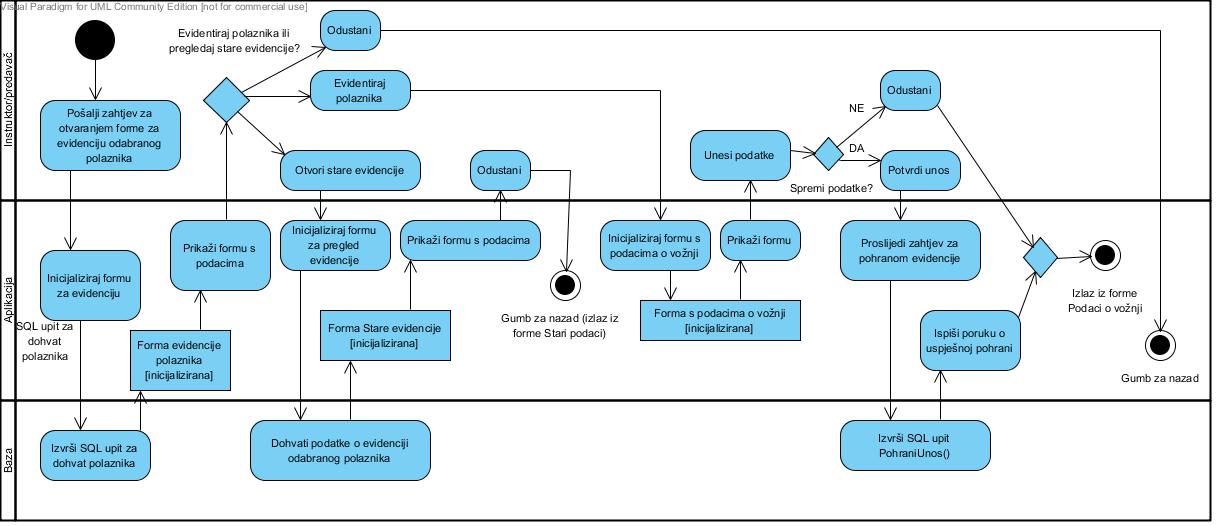 Visual Paradigm for UML Community Edition [not for commercial use]
Instruktor/predavač
Pošalji zahtjev za
otvaranjem forme za
evidenciju odabranog
polaznika
Evidentiraj polaznika ili
pregledaj stare evidencije?
Odustani
Evidentiraj
polaznika
Otvori stare evidencije
Odustani
Unesi podatke
Spremi podatke?
NE
DA
Odustani
Potvrdi unos
Aplikacija
Inicijaliziraj formu
za evidenciju
SQL upit za
dohvat
polaznika
Prikaži formu s
podacima
Forma evidencije
polaznika
[inicijalizirana]
Inicijaliziraj formu
za pregled
evidencije
Forma Stare evidencije
[inicijalizirana]
Prikaži formu s podacima
Gumb za nazad (izlaz iz
forme Stari podaci)
Inicijaliziraj formu s
podacima o vožnji
Prikaži formu
Forma s podacima o vožnji
[inicijalizirana]
Proslijedi zahtjev za
pohranom evidencije
Ispiši poruku o
uspješnoj pohrani
Izlaz iz forme
Podaci o vožnji
Gumb za nazad
Baza
Izvrši SQL upit za
dohvat polaznika
Dohvati podatke o evidenciji
odabranog polaznika
Izvrši SQL upit
PohraniUnos()